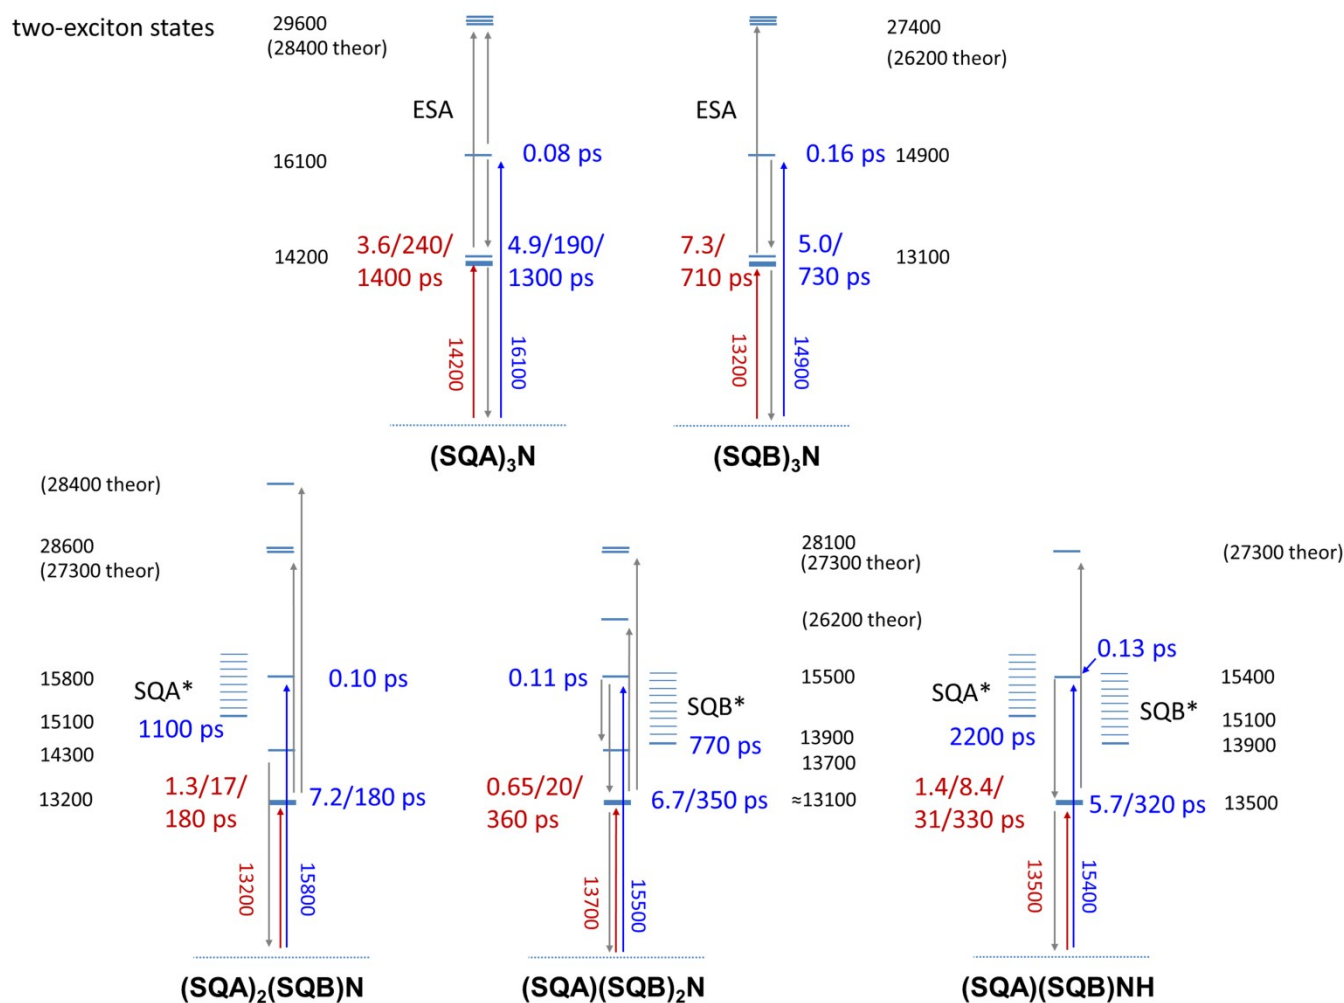 two-exciton states
29600
(28400 theor)
ESA
16100
0.08 ps
14200
3.6/240/
1400 ps
4.9/190/
1300 ps
14200
16100
(SQA)3N
27400
(26200 theor)
ESA
0.16 ps
14900
7.3/
710 ps
5.0/
730 ps
13100
13200
14900
(SQB)3N
(28400 theor)
28600
(27300 theor)
15800
SQA*
0.10 ps
15100
1100 ps
14300
13200
1.3/17/
180 ps
7.2/180 ps
13200
15800
(SQA)2(SQB)N
28100
(27300 theor)
(26200 theor)
0.11 ps
15500
SQB*
770 ps
13900
13700
0.65/20/
360 ps
6.7/350 ps
≈13100
13700
15500
(SQA)(SQB)2N
(27300 theor)
0.13 ps
SQA*
15400
SQB*
15100
2200 ps
13900
1.4/8.4/
31/330 ps
5.7/320 ps
13500
13500
15400
(SQA)(SQB)NH